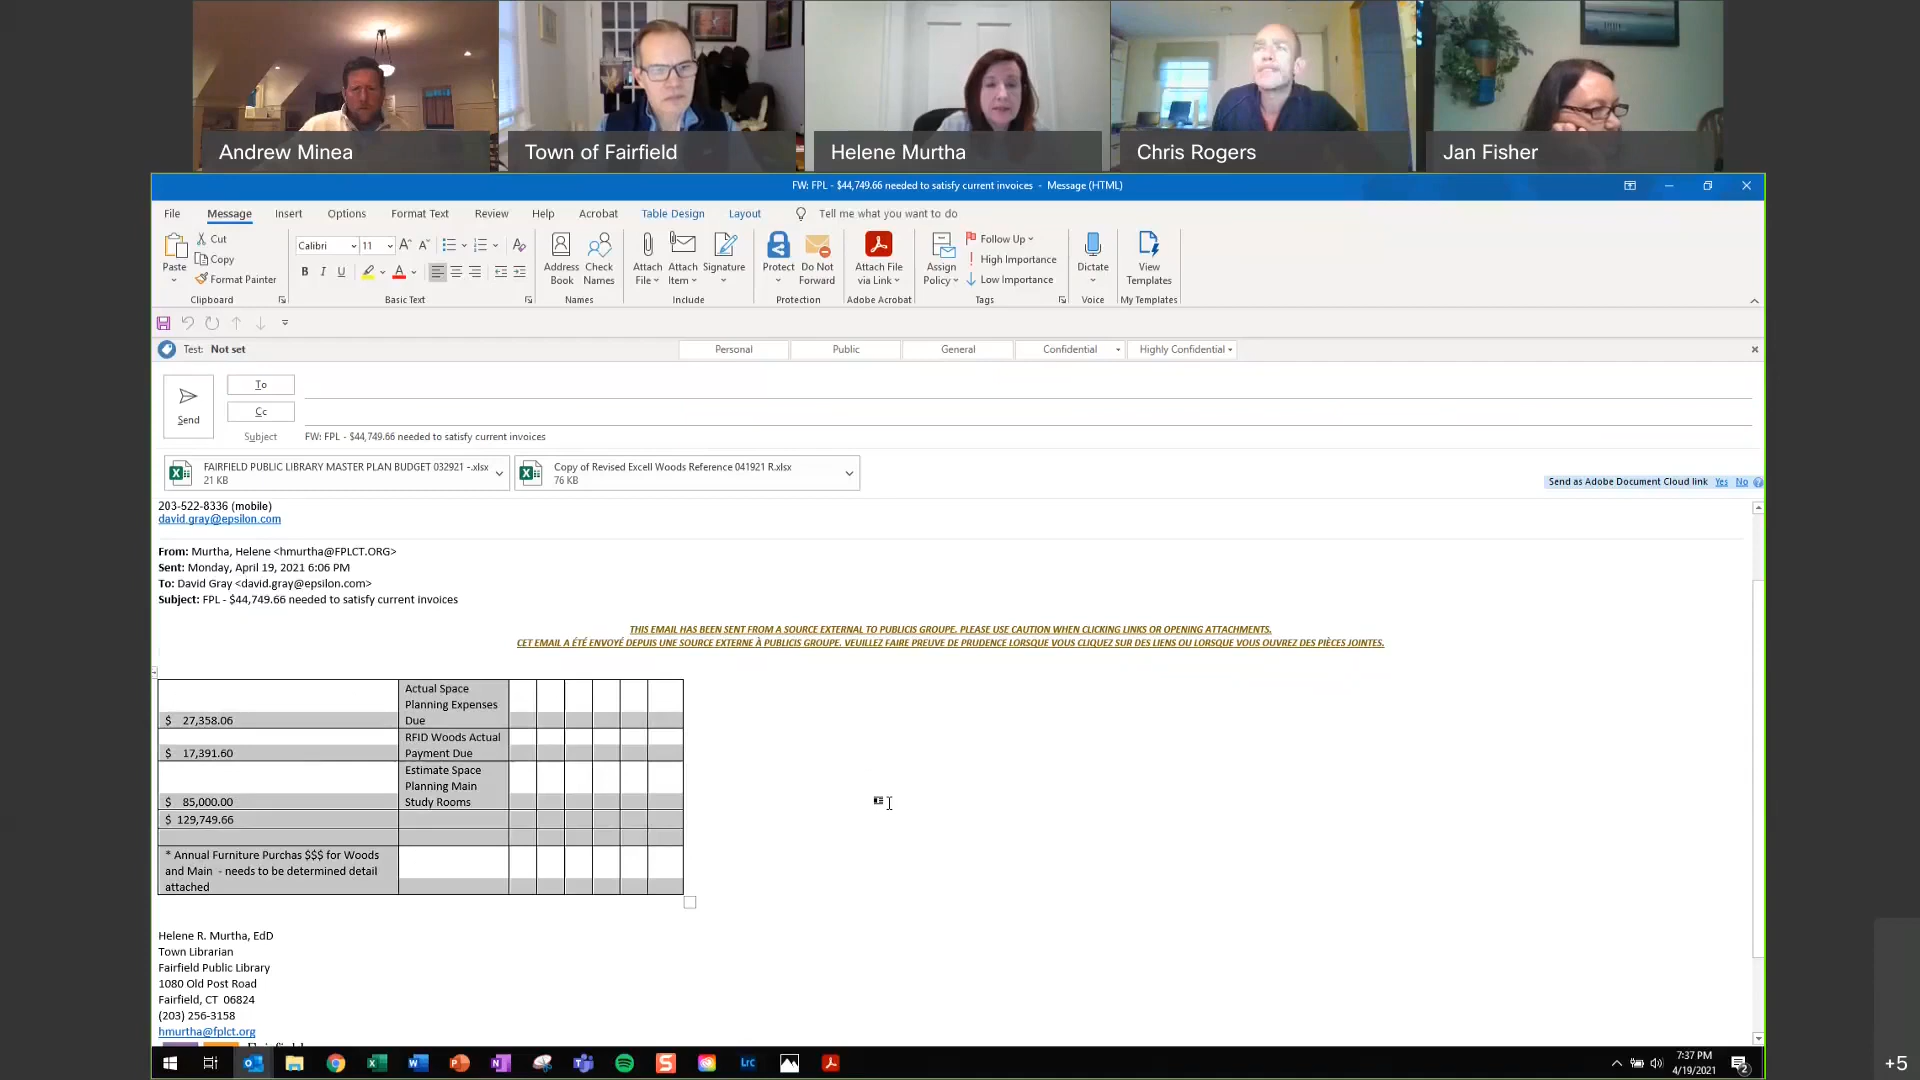 Andrew Minea
Town of Fairfield
Helene Murtha
Chris Rogers
Jan Fisher
FW: FPL - $44,749.66 needed to satisfy current invoices - Message (HTML)
File Message Insert Options Format Text Review Help Acrobat Table Design Layout Tell me what you want to do
Paste
Cut
Copy
Format Painter
Clipboard
Calibri 11
B I U
Basic Text
Address Book
Check Names
Names
Attach File
Attach Item
Signature
Include
Protect
Do Not Forward
Protection
Attach File via Link
Adobe Acrobat
Assign Policy
Follow Up
High Importance
Low Importance
Tags
Dictate
Voice
View Templates
My Templates
Test: Not set
Personal Public General Confidential Highly Confidential
Send
To
Cc
Subject FW: FPL - $44,749.66 needed to satisfy current invoices
FAIRFIELD PUBLIC LIBRARY MASTER PLAN BUDGET 032921 -.xlsx
21 KB
Copy of Revised Excell Woods Reference 041921 R.xlsx
76 KB
Send as Adobe Document Cloud link Yes No
203-522-8336 (mobile)
david.gray@epsilon.com
From: Murtha, Helene <hmurtha@FPLCT.ORG>
Sent: Monday, April 19, 2021 6:06 PM
To: David Gray <david.gray@epsilon.com>
Subject: FPL - $44,749.66 needed to satisfy current invoices
THIS EMAIL HAS BEEN SENT FROM A SOURCE EXTERNAL TO PUBLICIS GROUPE. PLEASE USE CAUTION WHEN CLICKING LINKS OR OPENING ATTACHMENTS.
CET EMAIL A ÉTÉ ENVOYÉ DEPUIS UNE SOURCE EXTERNE À PUBLICIS GROUPE. VEUILLEZ FAIRE PREUVE DE PRUDENCE LORSQUE VOUS CLIQUEZ SUR DES LIENS OU LORSQUE VOUS OUVREZ DES PIÈCES JOINTES.
Actual Space
Planning Expenses
$ 27,358.06 Due
RFID Woods Actual
$ 17,391.60 Payment Due
Estimate Space
Planning Main
$ 85,000.00 Study Rooms
$ 129,749.66
* Annual Furniture Purchas $$$ for Woods
and Main - needs to be determined detail
attached
Helene R. Murtha, EdD
Town Librarian
Fairfield Public Library
1080 Old Post Road
Fairfield, CT 06824
(203) 256-3158
hmurtha@fplct.org
7:37 PM
4/19/2021
2
+5